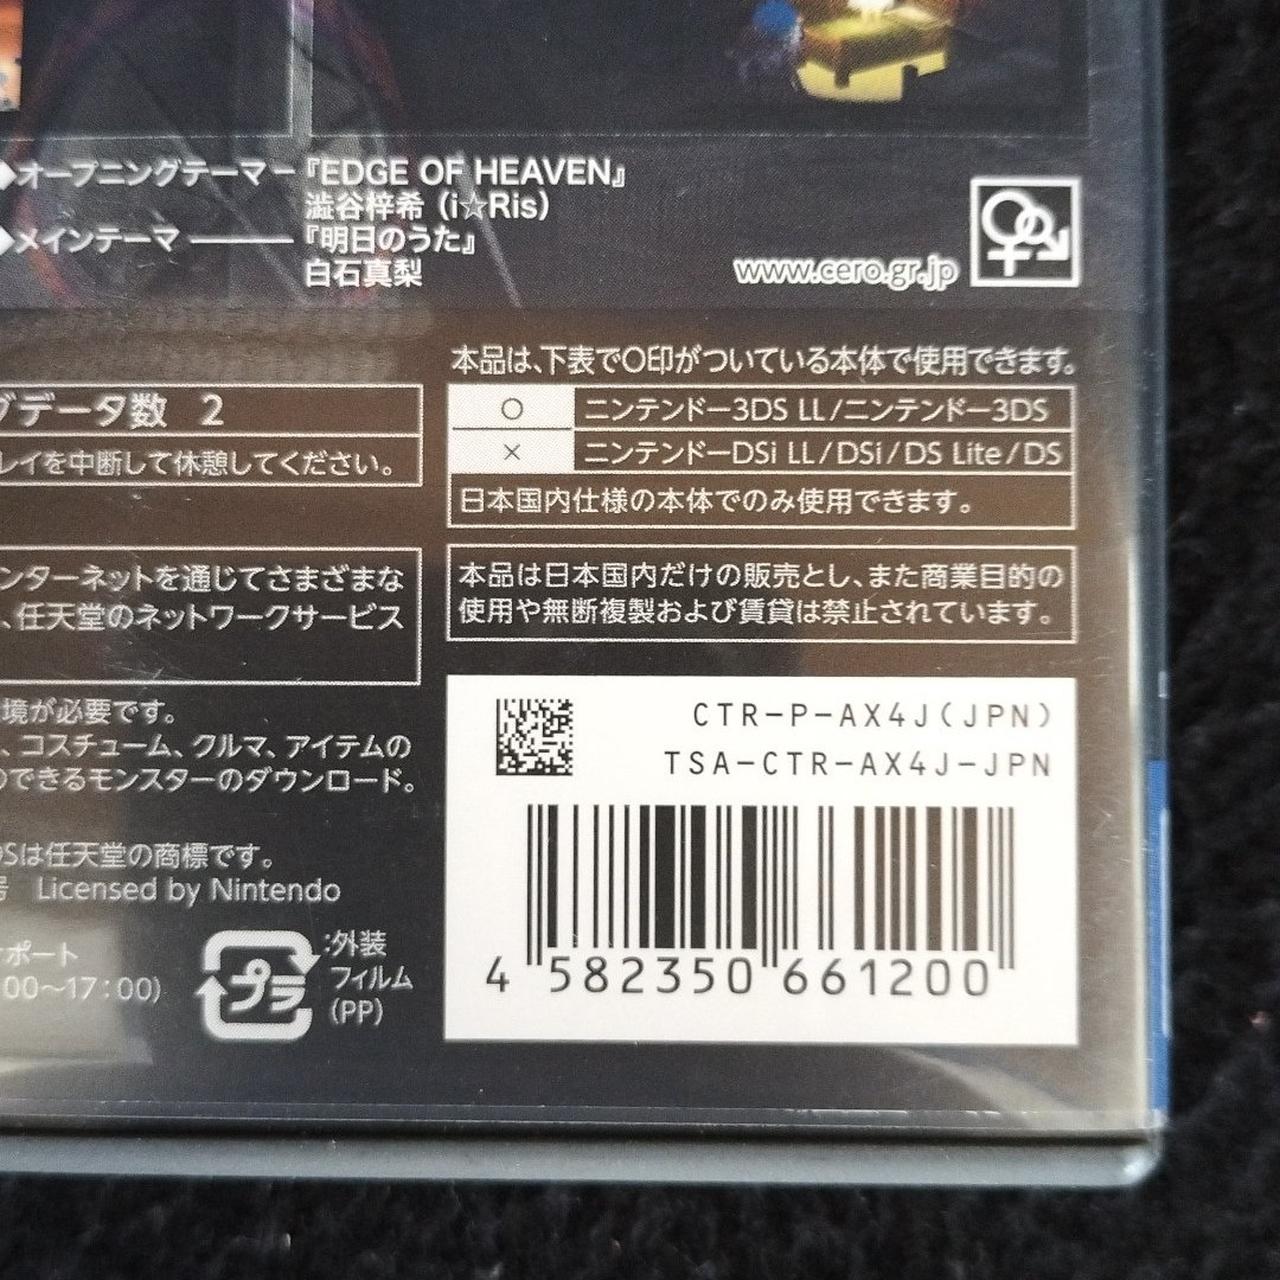 ◆オープニングテーマー『EDGE OF HEAVEN』
澁谷梓希（i☆Ris）
◆メインテーマ ――― 『明日のうた』
白石真梨
www.cero.gr.jp
本品は、下表で〇印がついている本体で使用できます。
○ ニンテンドー3DS LL/ニンテンドー3DS
× ニンテンドーDSi LL/DSi/DS Lite/DS
日本国内仕様の本体でのみ使用できます。
グデータ数 2
レイを中断して休憩してください。
本品は日本国内だけの販売とし、また商業目的の
使用や無断複製および賃貸は禁止されています。
ンターネットを通じてさまざまな
、任天堂のネットワークサービス
境が必要です。
、コスチューム、クルマ、アイテムの
のできるモンスターのダウンロード。
DSは任天堂の商標です。
号 Licensed by Nintendo
ポート
00～17:00)
プラ
:外装
フィルム
(PP)
CTR-P-AX4J(JPN)
TSA-CTR-AX4J-JPN
4 582350 661200